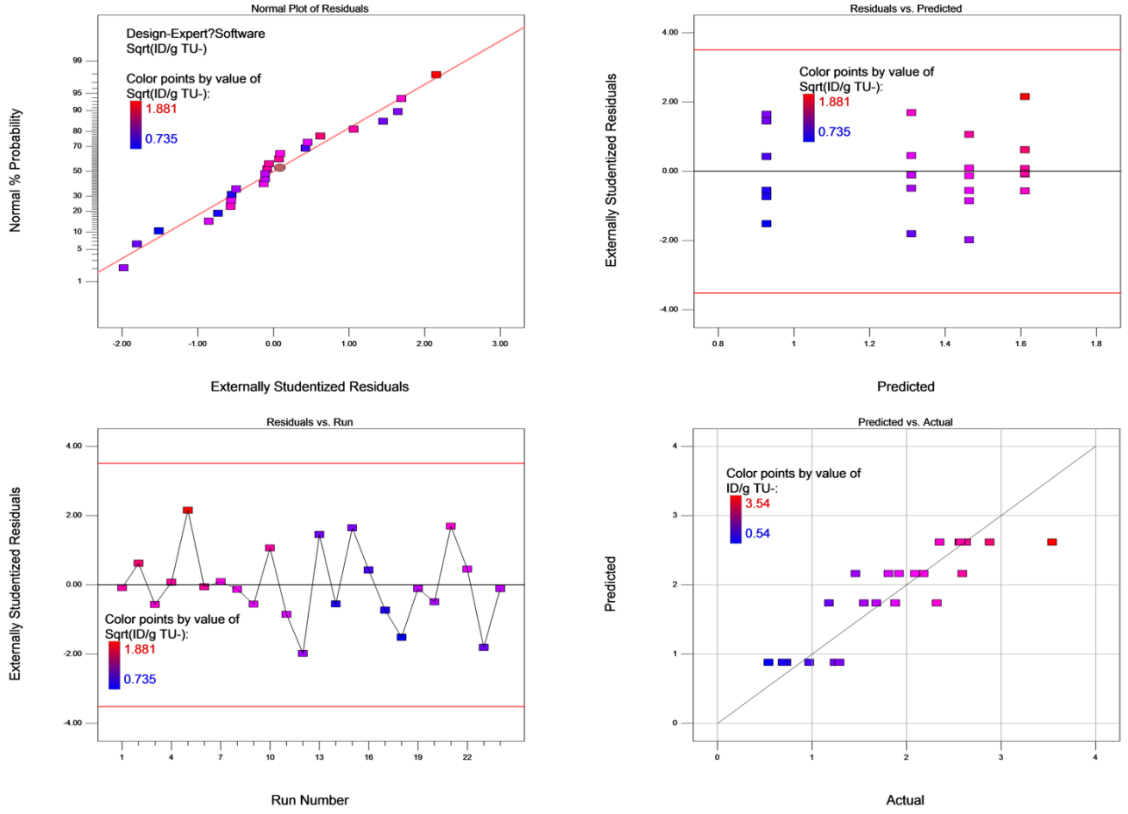 Normal Plot of Residuals
Design-Expert?Software
Sqrt(ID/g TU-)
Color points by value of
Sqrt(ID/g TU-):
1.881
0.735
Normal % Probability
99
95
90
80
70
50
30
20
10
5
1
-2.00 -1.00 0.00 1.00 2.00 3.00
Externally Studentized Residuals
Residuals vs. Predicted
Color points by value of
Sqrt(ID/g TU-):
1.881
0.735
Externally Studentized Residuals
4.00
2.00
0.00
-2.00
-4.00
0.8 1 1.2 1.4 1.6 1.8
Predicted
Residuals vs. Run
Externally Studentized Residuals
4.00
2.00
0.00
-2.00
-4.00
Color points by value of
Sqrt(ID/g TU-):
1.881
0.735
1 4 7 10 13 16 19 22
Run Number
Predicted vs. Actual
Color points by value of
ID/g TU-:
3.54
0.54
Predicted
4
3
2
1
0
0 1 2 3 4
Actual